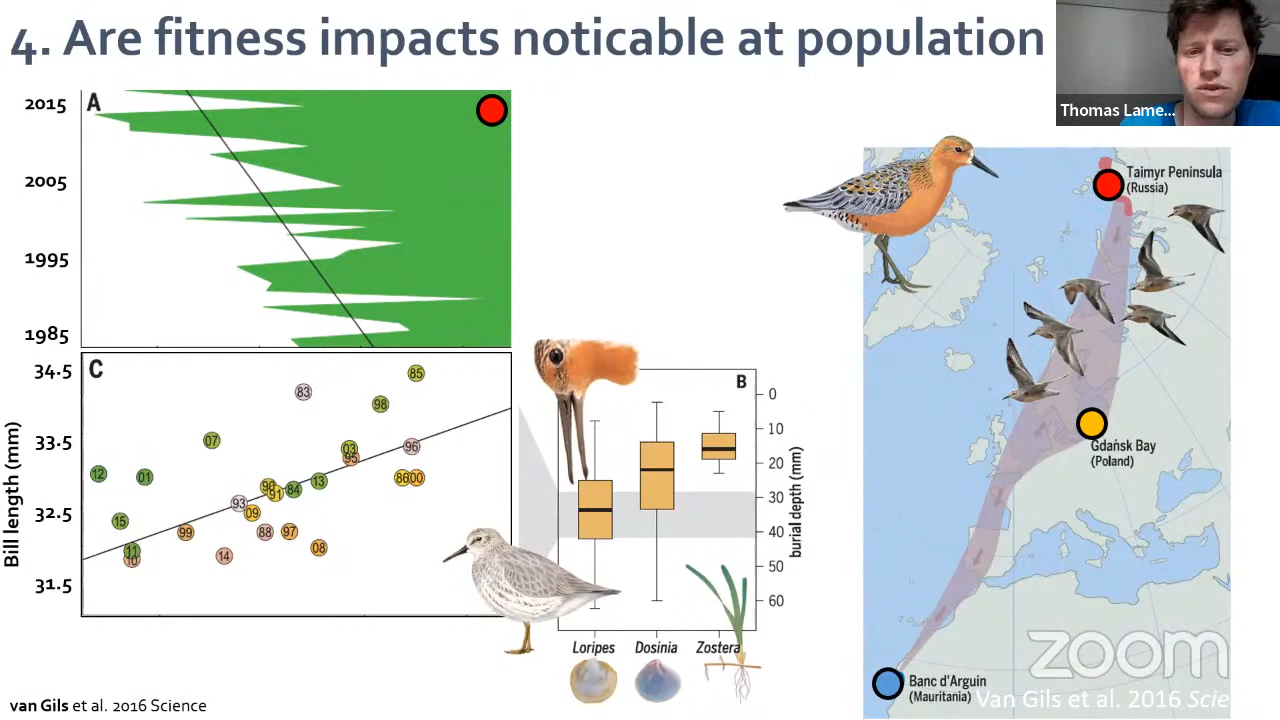 4. Are fitness impacts noticable at population
Thomas Lame...
2015
2005
1995
1985
A
34.5
33.5
32.5
31.5
Bill length (mm)
C
85
83
98
07
03
95
96
12
01
86
00
90
91
84
13
93
09
15
99
88
97
11
10
14
08
B
0
10
20
30
40
50
60
burial depth (mm)
Loripes
Dosinia
Zostera
Taimyr Peninsula
(Russia)
Gdańsk Bay
(Poland)
Banc d'Arguin
(Mauritania)
zoom
Van Gils et al. 2016 Scie
van Gils et al. 2016 Science